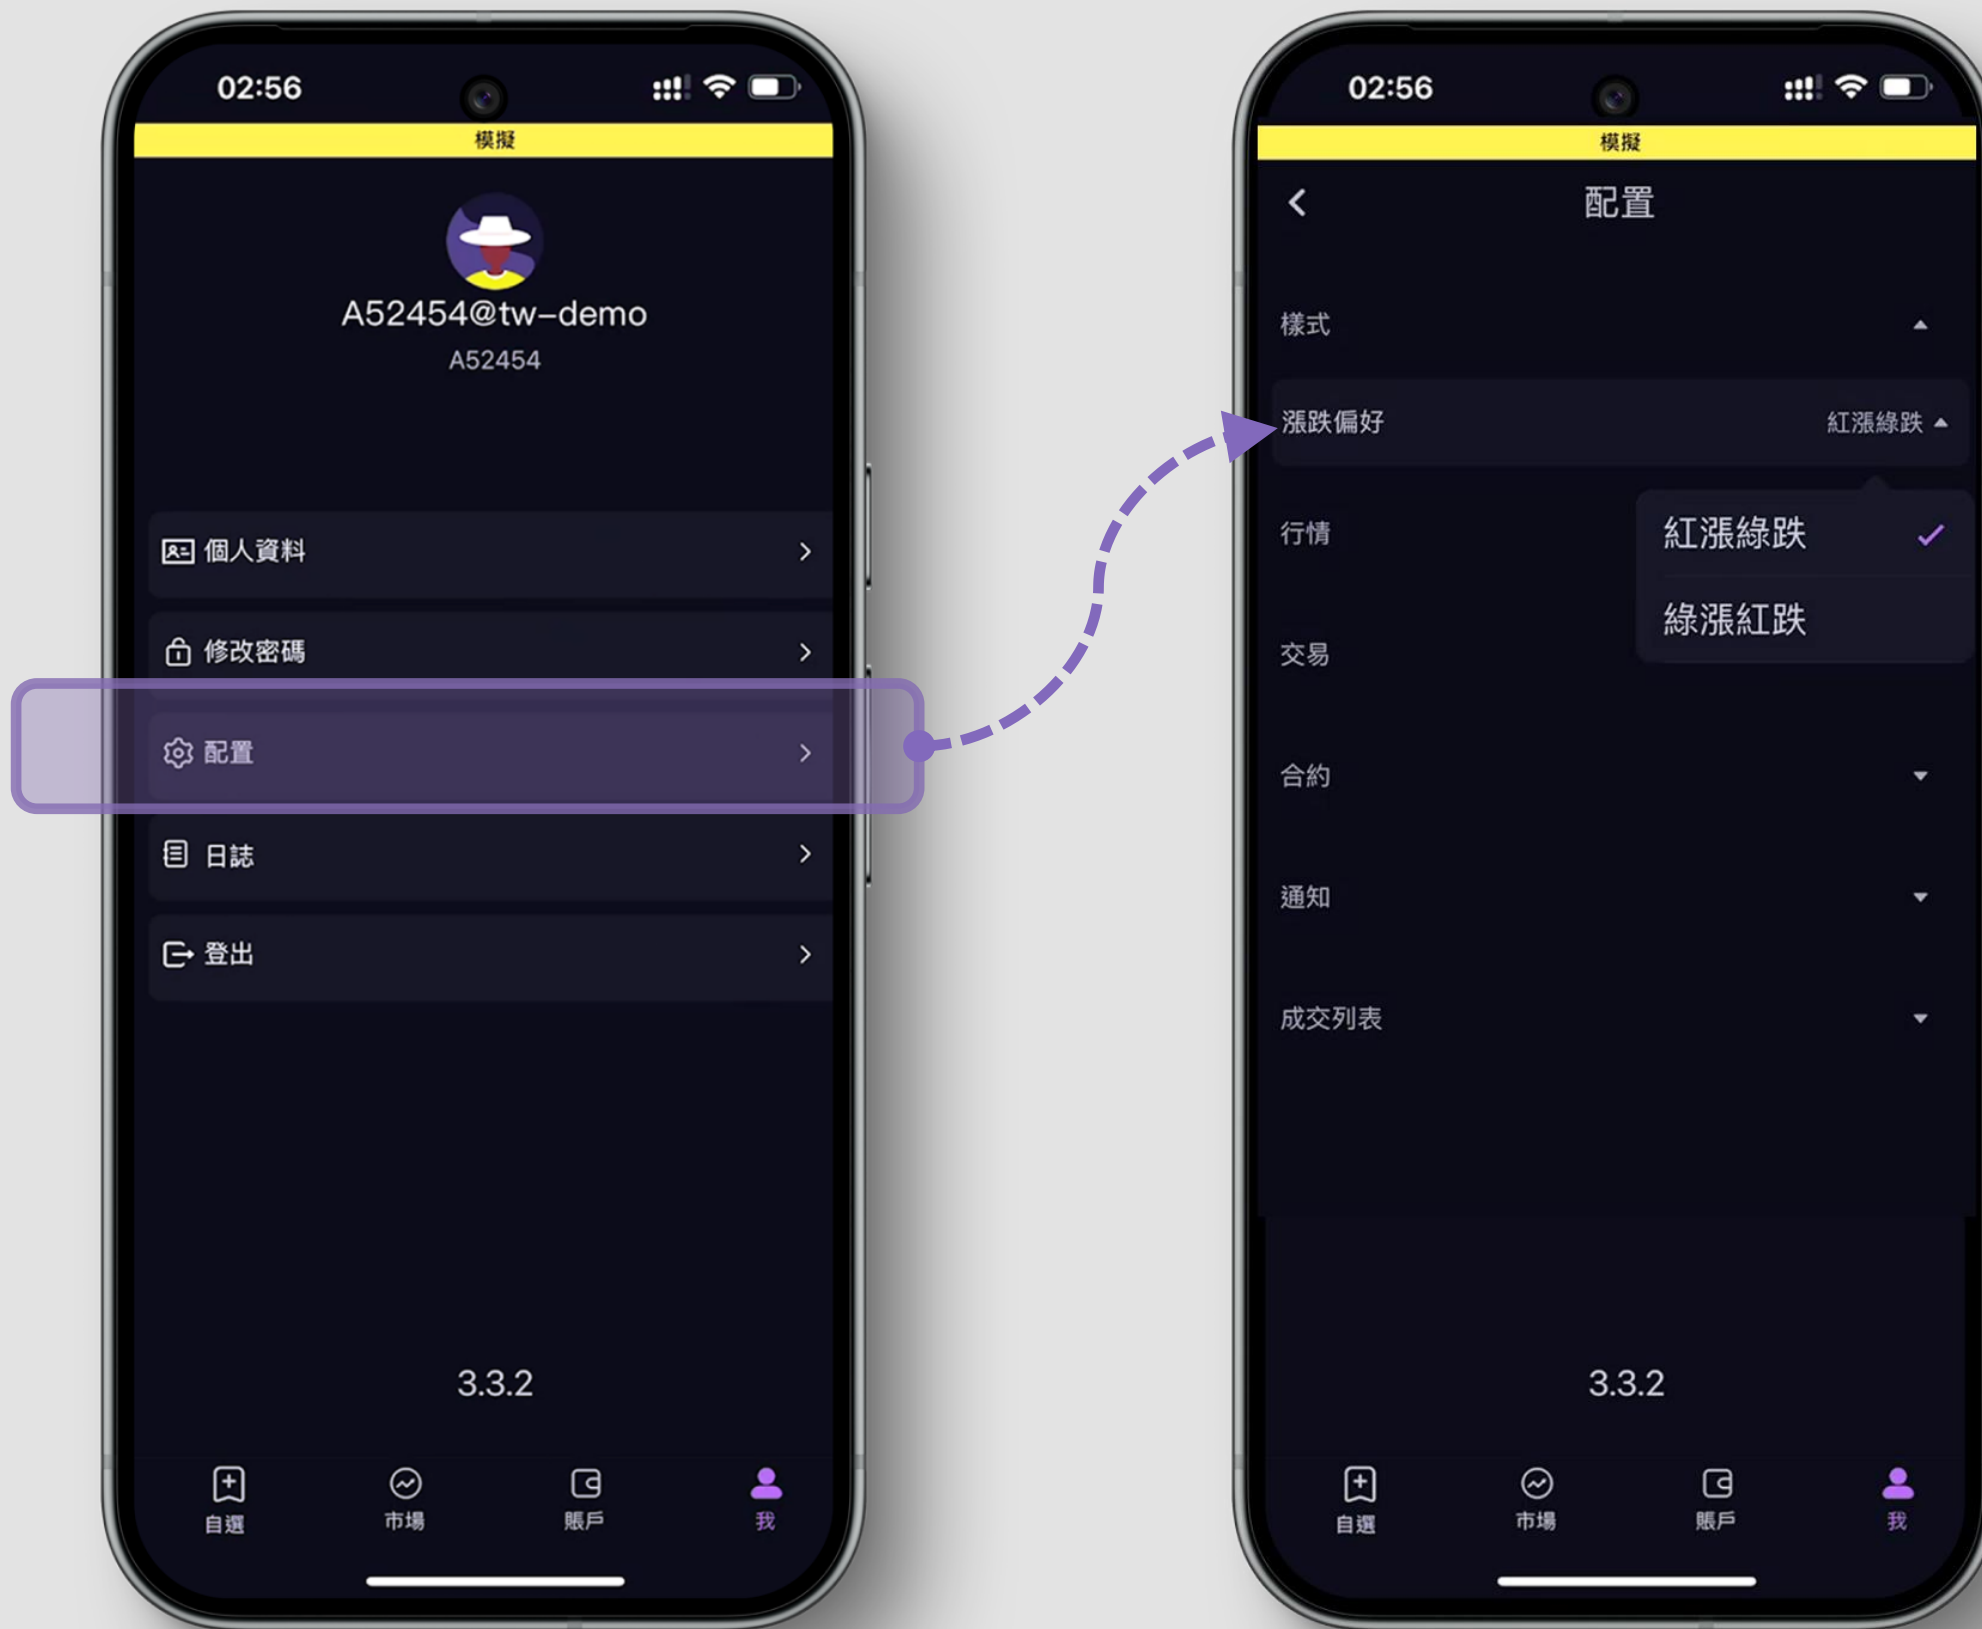 02:56
模擬
A52454@tw-demo
A52454
個人資料
修改密碼
配置
日誌
登出
3.3.2
自選
市場
賬戶
我
02:56
模擬
配置
樣式
漲跌偏好
紅漲綠跌
行情
紅漲綠跌
綠漲紅跌
交易
合約
通知
成交列表
3.3.2
自選
市場
賬戶
我